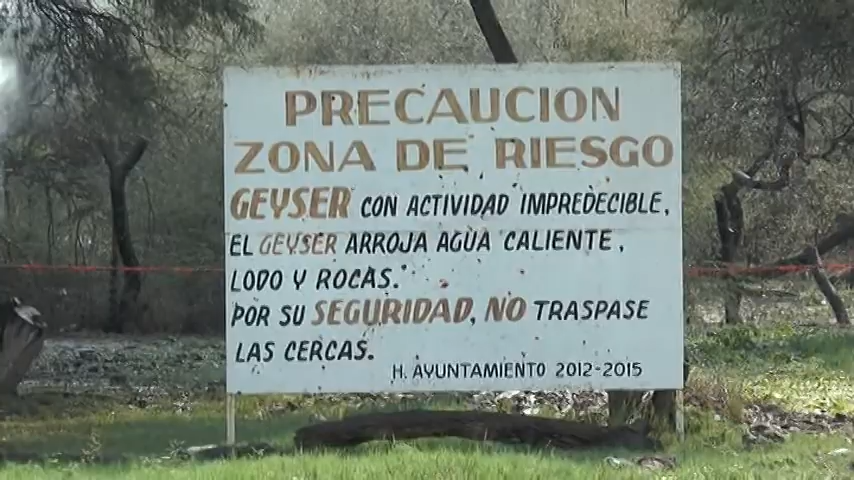 PRECAUCION
ZONA DE RIESGO
GEYSER CON ACTIVIDAD IMPREDECIBLE,
EL GEYSER ARROJA AGUA CALIENTE,
LODO Y ROCAS.
POR SU SEGURIDAD, NO TRASPASE
LAS CERCAS.
H. AYUNTAMIENTO 2012-2015